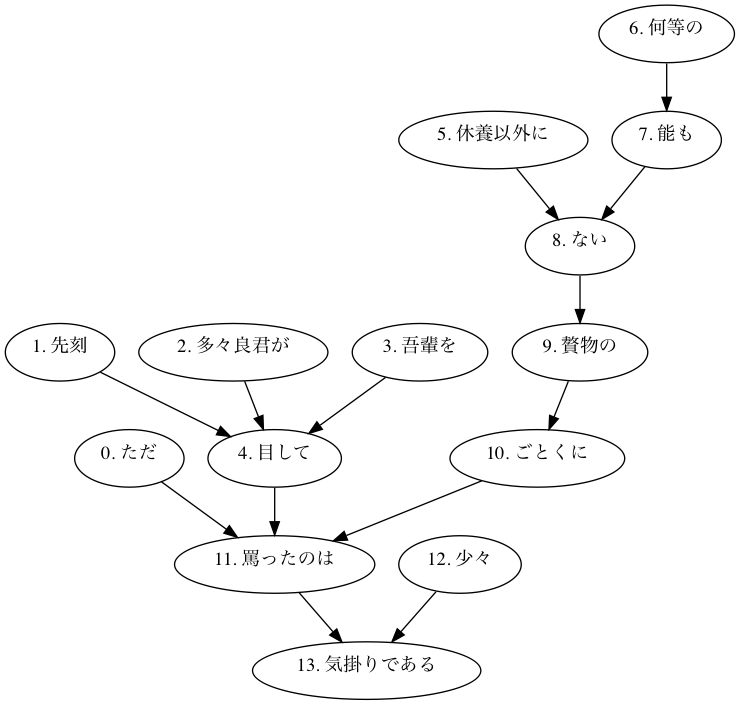 6. 何等の
5. 休養以外に
7. 能も
8. ない
1. 先刻
2. 多々良君が
3. 吾輩を
9. 贅物の
0. ただ
4. 目して
10. ごとくに
11. 罵ったのは
12. 少々
13. 気掛りである